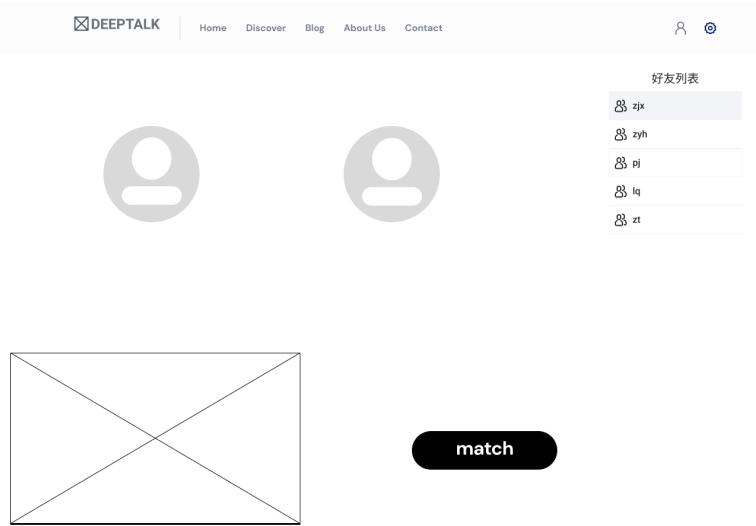 DEEPTALK
Home Discover Blog About Us Contact
好友列表
zjx
zyh
pj
lq
zt
match